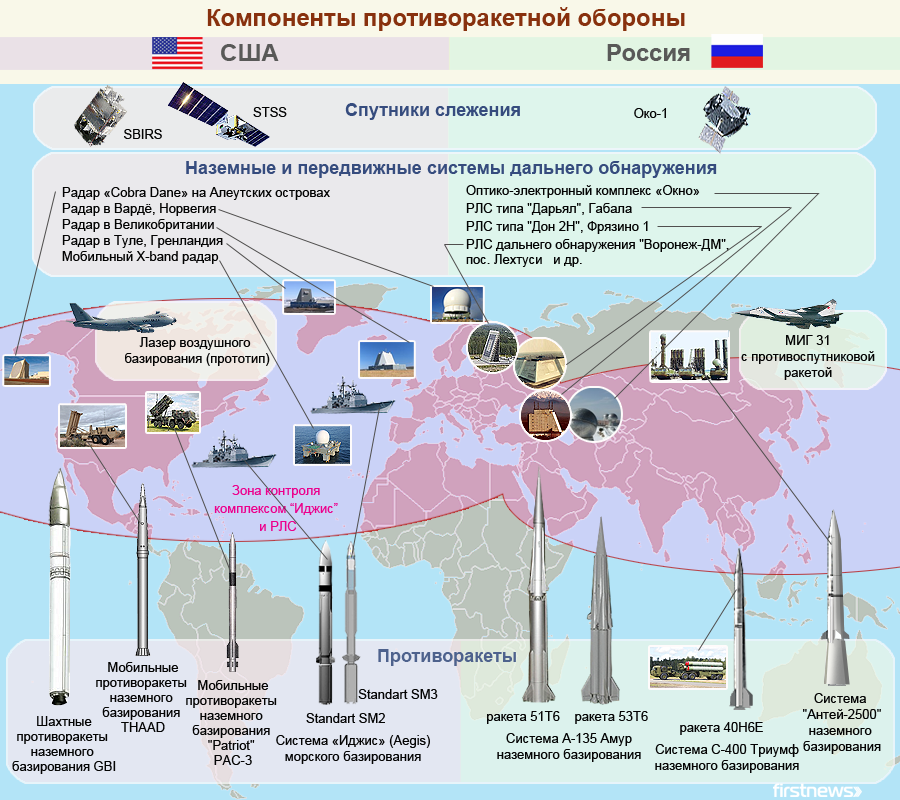 Компоненты противоракетной обороны
США
Россия
Спутники слежения
SBIRS
STSS
Око-1
Наземные и передвижные системы дальнего обнаружения
Радар «Cobra Dane» на Алеутских островах
Радар в Вардё, Норвегия
Радар в Великобритании
Радар в Туле, Гренландия
Мобильный X-band радар
Оптико-электронный комплекс «Окно»
РЛС типа "Дарьял", Габала
РЛС типа "Дон 2Н", Фрязино 1
РЛС дальнего обнаружения "Воронеж-ДМ",
пос. Лехтуси и др.
Лазер воздушного
базирования (прототип)
МИГ 31
с противоспутниковой
ракетой
Зона контроля
комплексом "Иджис"
и РЛС
Противоракеты
Шахтные
противоракеты
наземного
базирования GBI
Мобильные
противоракеты
наземного
базирования
THAAD
Мобильные
противоракеты
наземного
базирования
"Patriot"
PAC-3
Standart SM3
Standart SM2
Система «Иджис» (Aegis)
морского базирования
ракета 51Т6
ракета 53Т6
Система А-135 Амур
наземного базирования
ракета 40Н6Е
Система С-400 Триумф
наземного базирования
Система
"Антей-2500"
наземного
базирования
firstnews